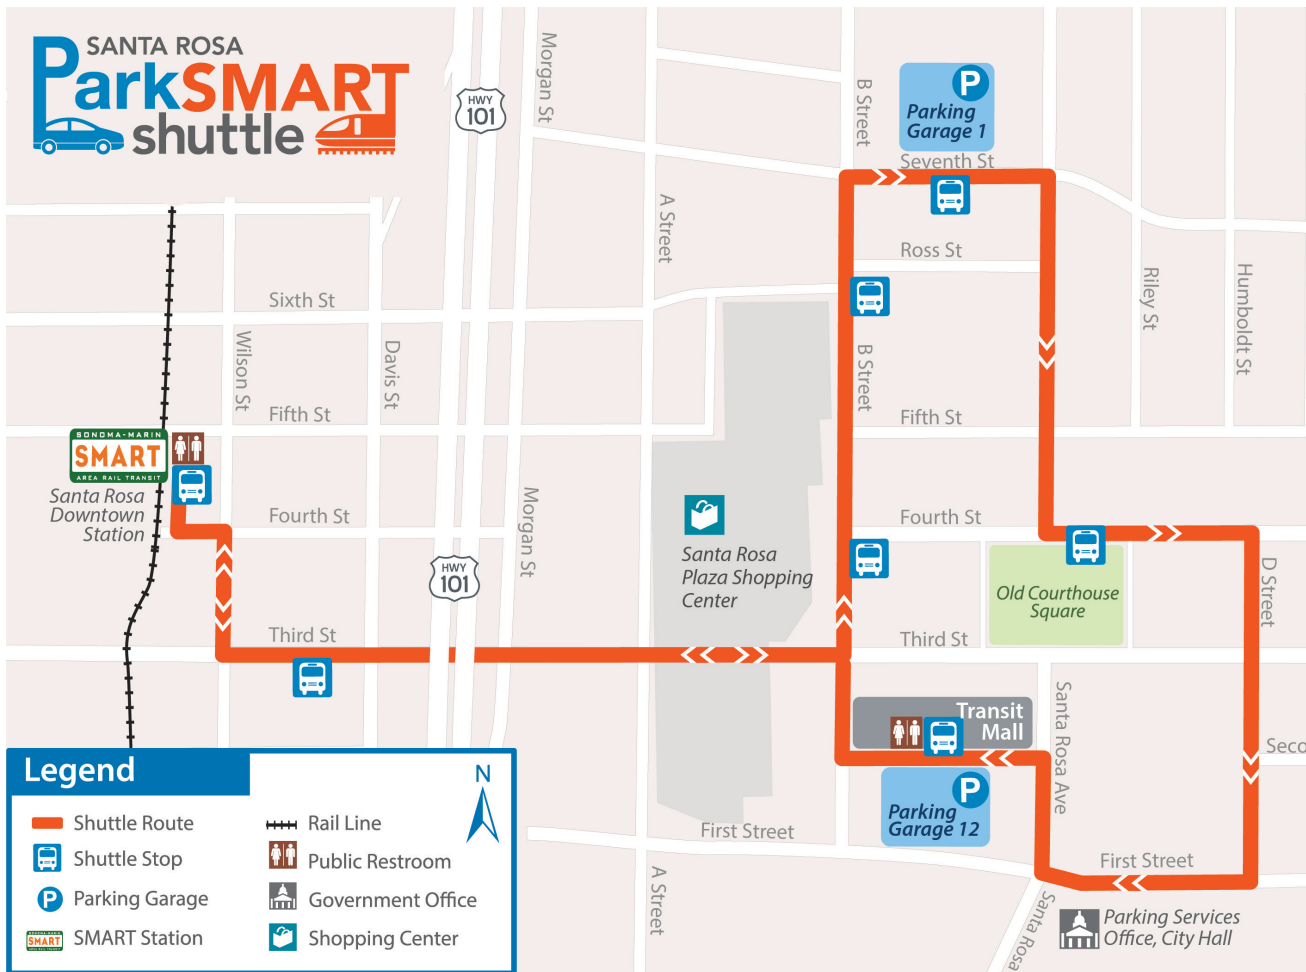 SANTA ROSA
ParkSMART
shuttle
HWY
101
Morgan St
B Street
P
Parking
Garage 1
Seventh St
A Street
Ross St
Riley St
Humboldt St
Sixth St
Wilson St
Davis St
B Street
Fifth St
Fifth St
SONOMA-MARIN
SMART
AREA RAIL TRANSIT
Santa Rosa
Downtown
Station
Fourth St
Morgan St
HWY
101
Santa Rosa
Plaza Shopping
Center
Fourth St
Old Courthouse
Square
D Street
Third St
Third St
Transit
Mall
Santa Rosa Ave
Seco
P
Parking
Garage 12
First Street
First Street
A Street
Santa Rosa
Parking Services
Office, City Hall
Legend
N
Shuttle Route
Shuttle Stop
P
Parking Garage
SMART
SMART Station
Rail Line
Public Restroom
Government Office
Shopping Center